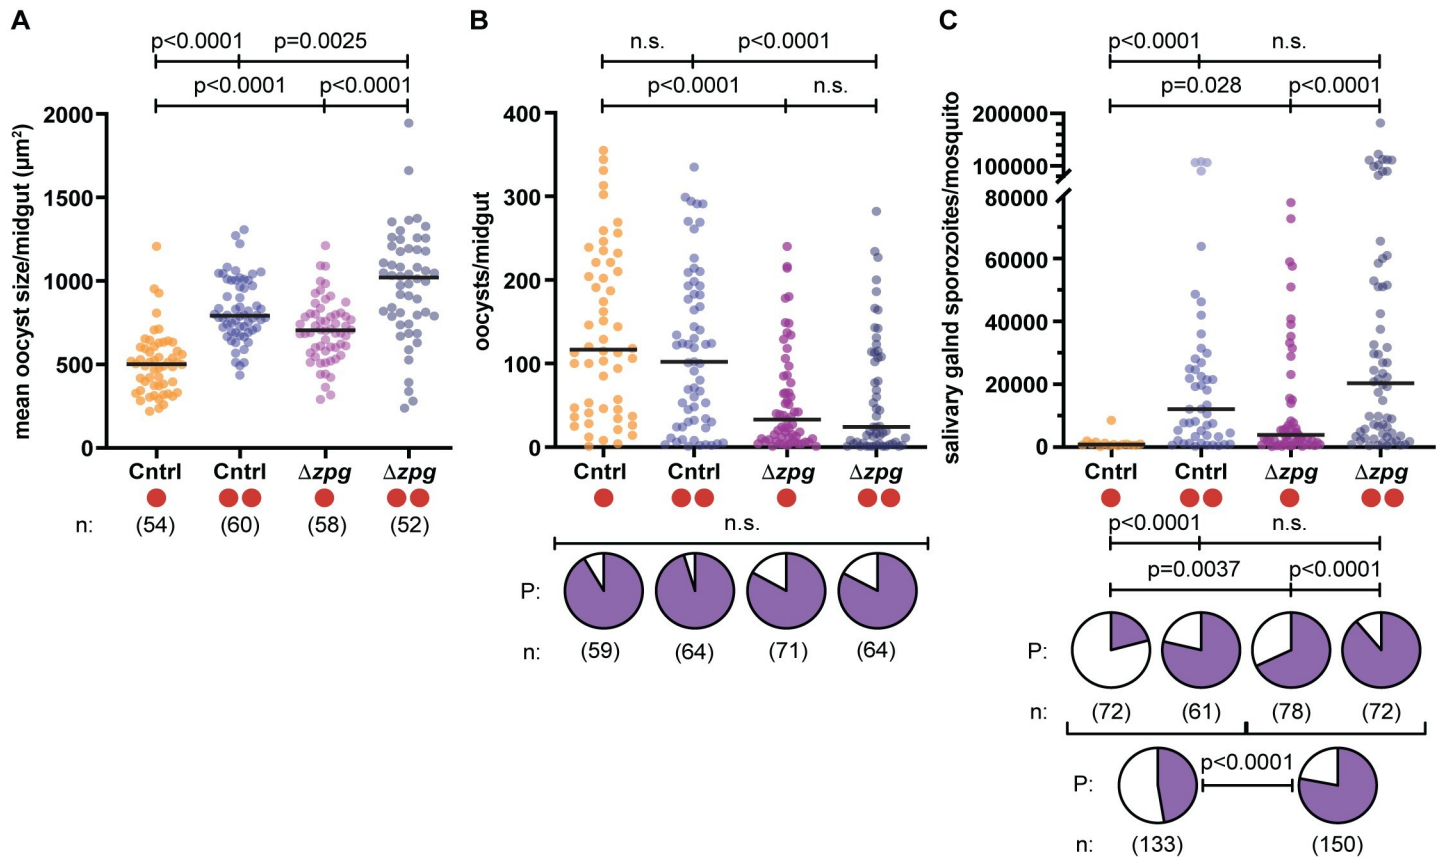 A
p<0.0001 p=0.0025
p<0.0001 p<0.0001
mean oocyst size/midgut (µm²)
2000
1500
1000
500
0
Cntrl Cntrl Δzpg Δzpg
n: (54) (60) (58) (52)
B
n.s. p<0.0001
p<0.0001 n.s.
oocysts/midgut
400
300
200
100
0
Cntrl Cntrl Δzpg Δzpg
n.s.
P:
n: (59) (64) (71) (64)
C
p<0.0001 n.s.
p=0.028 p<0.0001
salivary galnd sporozoites/mosquito
200000
100000
80000
60000
40000
20000
0
Cntrl Cntrl Δzpg Δzpg
p<0.0001 n.s.
p=0.0037 p<0.0001
P:
n: (72) (61) (78) (72)
P: p<0.0001
n: (133) (150)